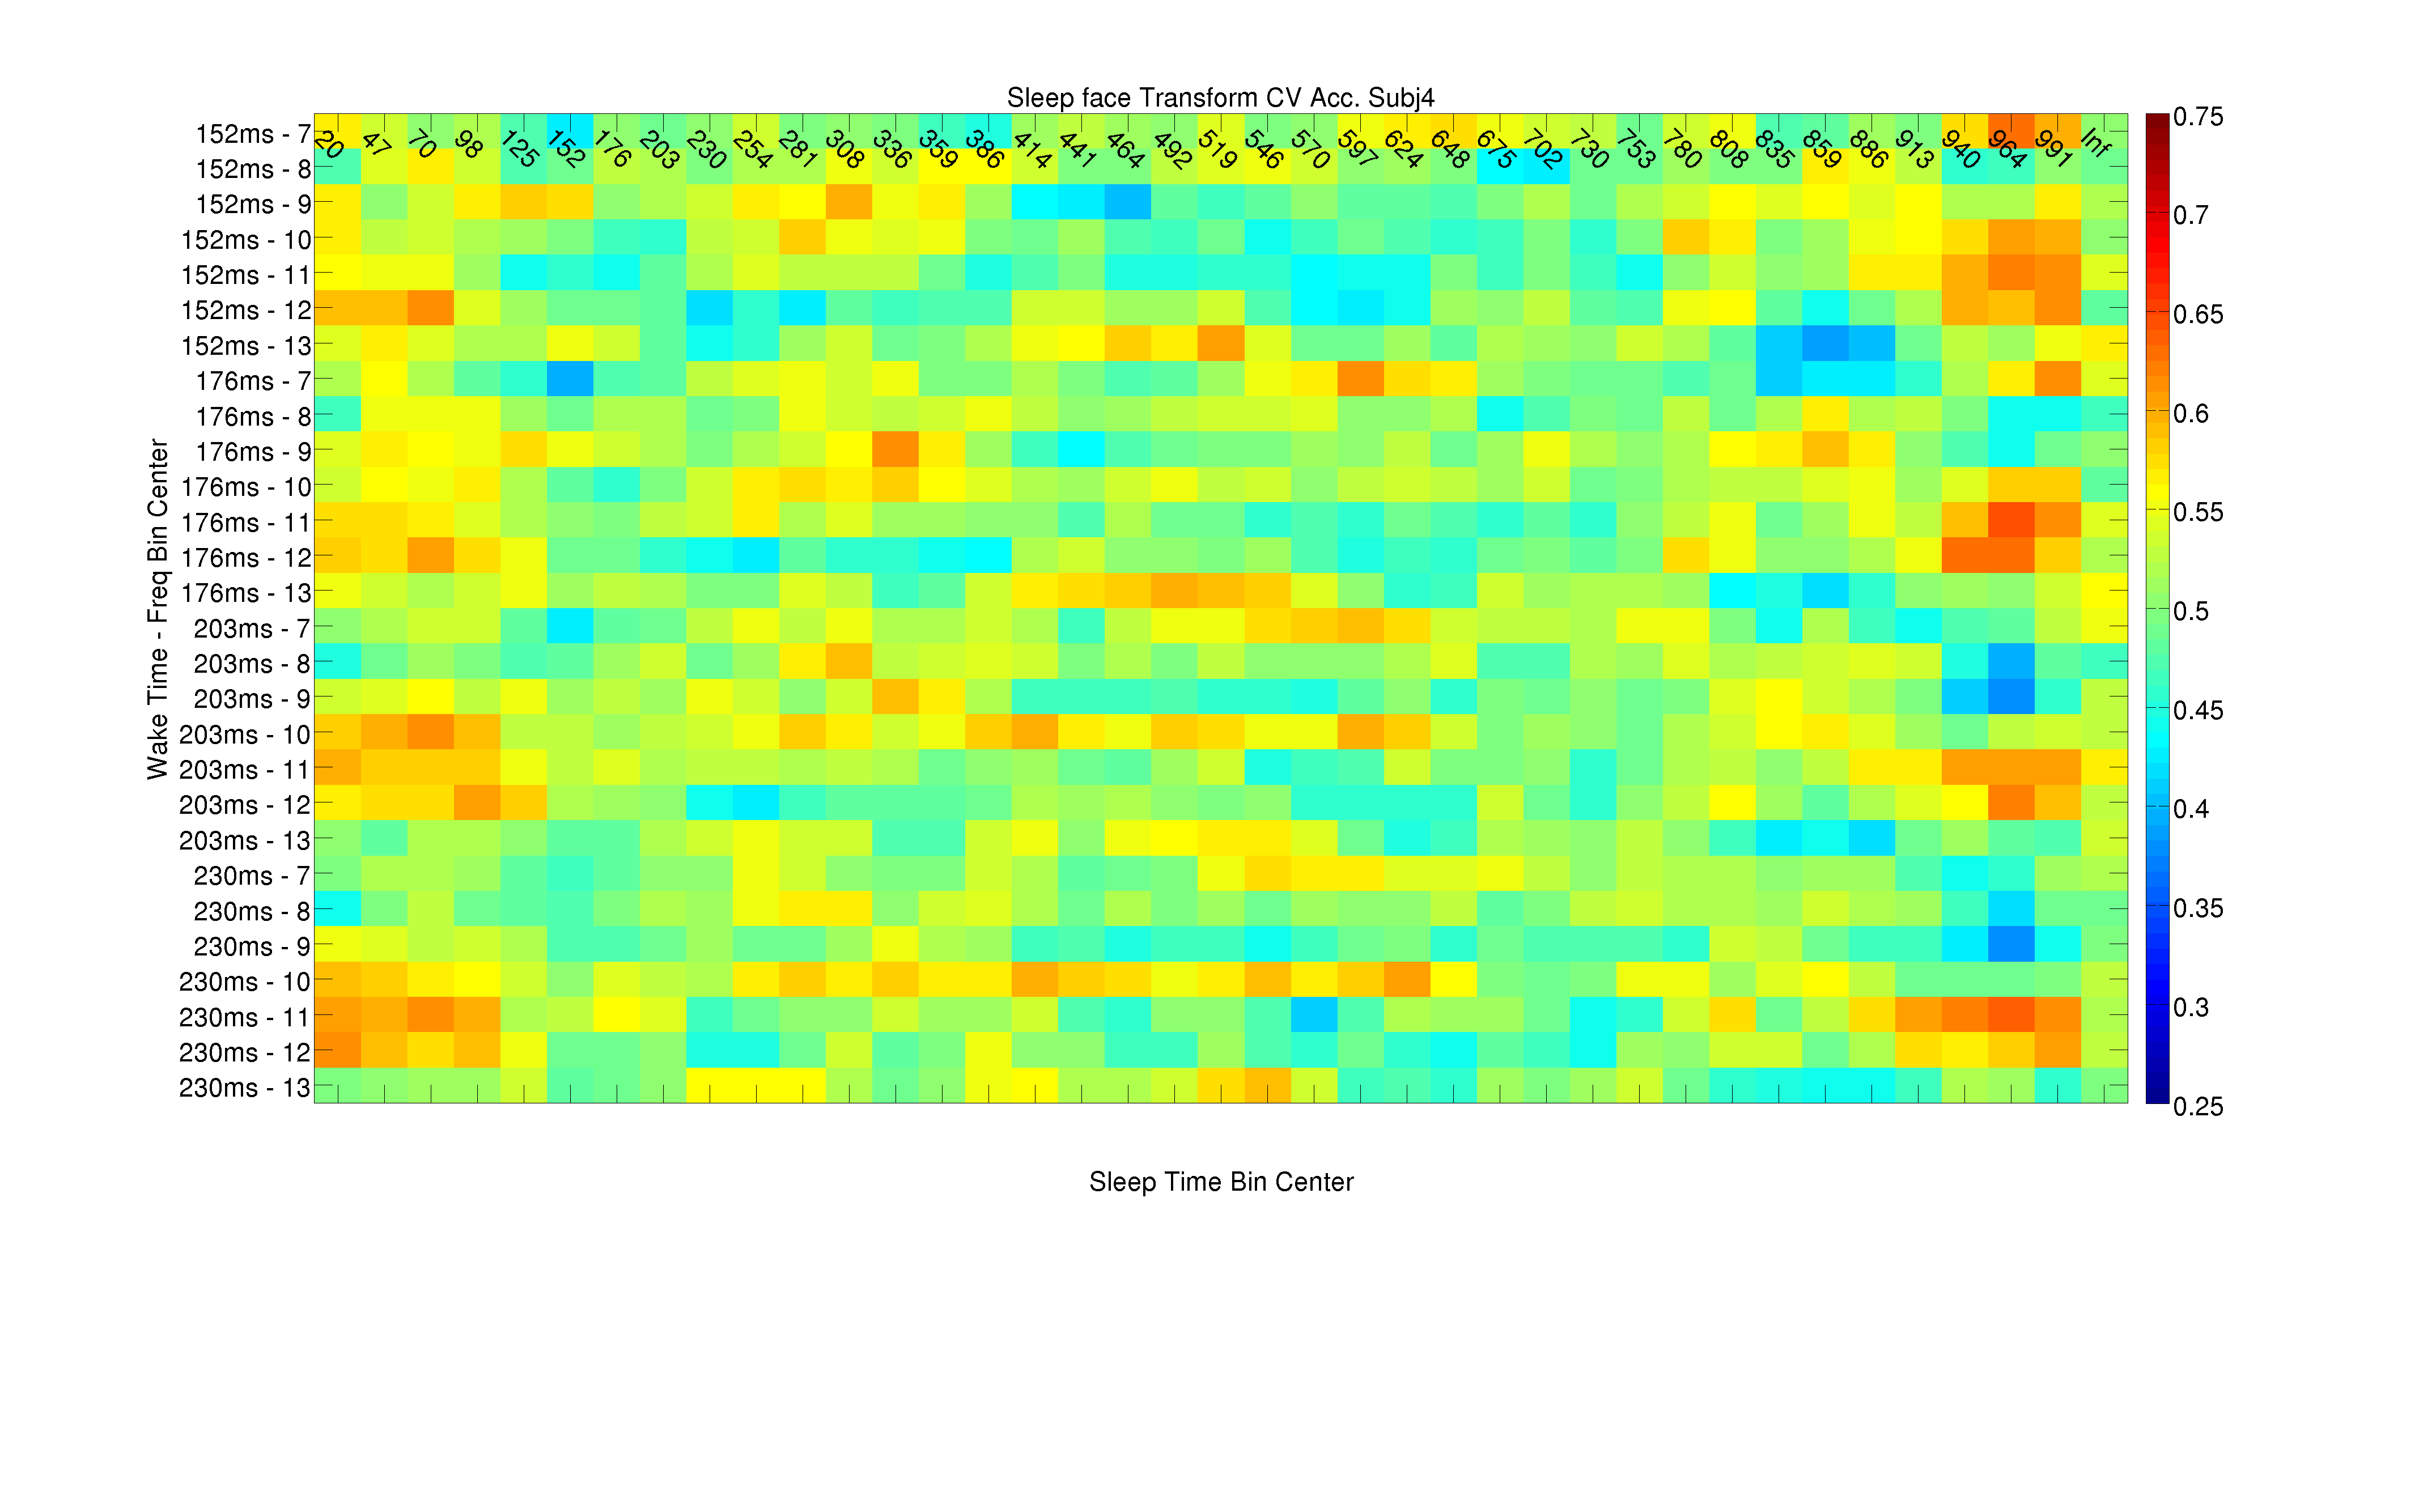 Sleep face Transform CV Acc. Subj4
20 47 70 98 125 152 176 203 230 254 281 308 336 359 386 414 441 464 492 519 546 570 597 624 648 675 702 730 753 780 808 835 859 886 913 940 964 991 Inf
Wake Time - Freq Bin Center
152ms - 7
152ms - 8
152ms - 9
152ms - 10
152ms - 11
152ms - 12
152ms - 13
176ms - 7
176ms - 8
176ms - 9
176ms - 10
176ms - 11
176ms - 12
176ms - 13
203ms - 7
203ms - 8
203ms - 9
203ms - 10
203ms - 11
203ms - 12
203ms - 13
230ms - 7
230ms - 8
230ms - 9
230ms - 10
230ms - 11
230ms - 12
230ms - 13
0.75
0.7
0.65
0.6
0.55
0.5
0.45
0.4
0.35
0.3
0.25
Sleep Time Bin Center